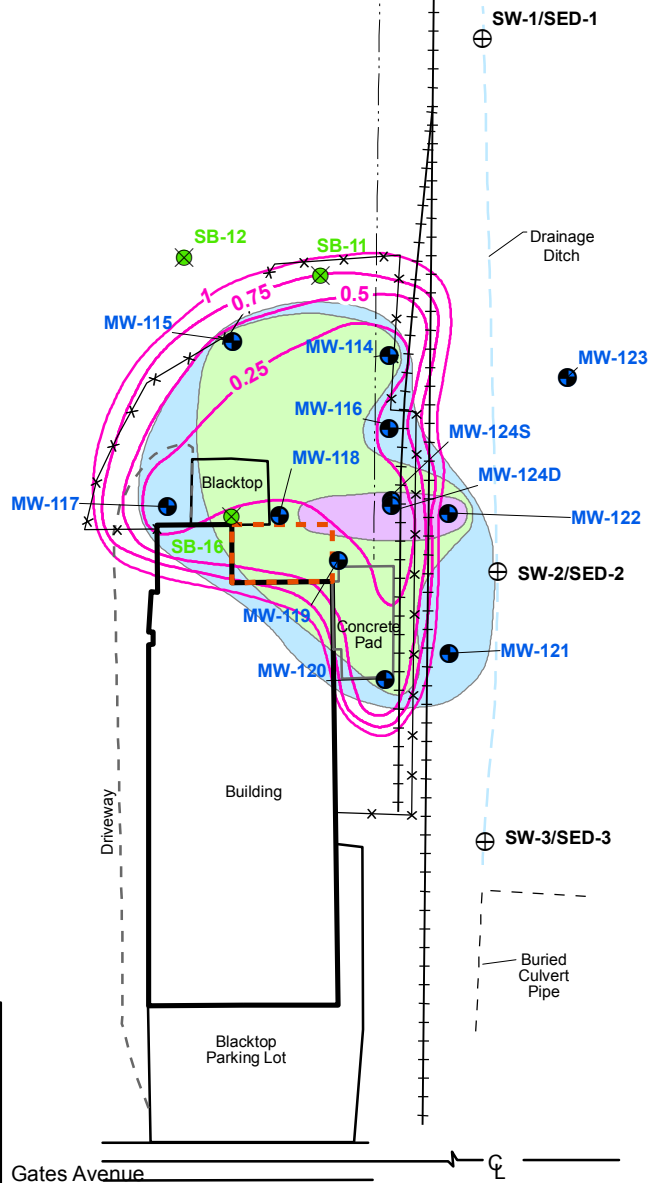 SW-1/SED-1
SB-12
SB-11
Drainage
Ditch
1
0.75
0.5
MW-115
MW-114
0.25
MW-123
MW-116
MW-124S
MW-118
MW-124D
Blacktop
MW-117
MW-122
SB-16
SW-2/SED-2
MW-119
Concrete
Pad
MW-121
MW-120
Building
Driveway
SW-3/SED-3
Buried
Culvert
Pipe
Blacktop
Parking Lot
Gates Avenue
℄